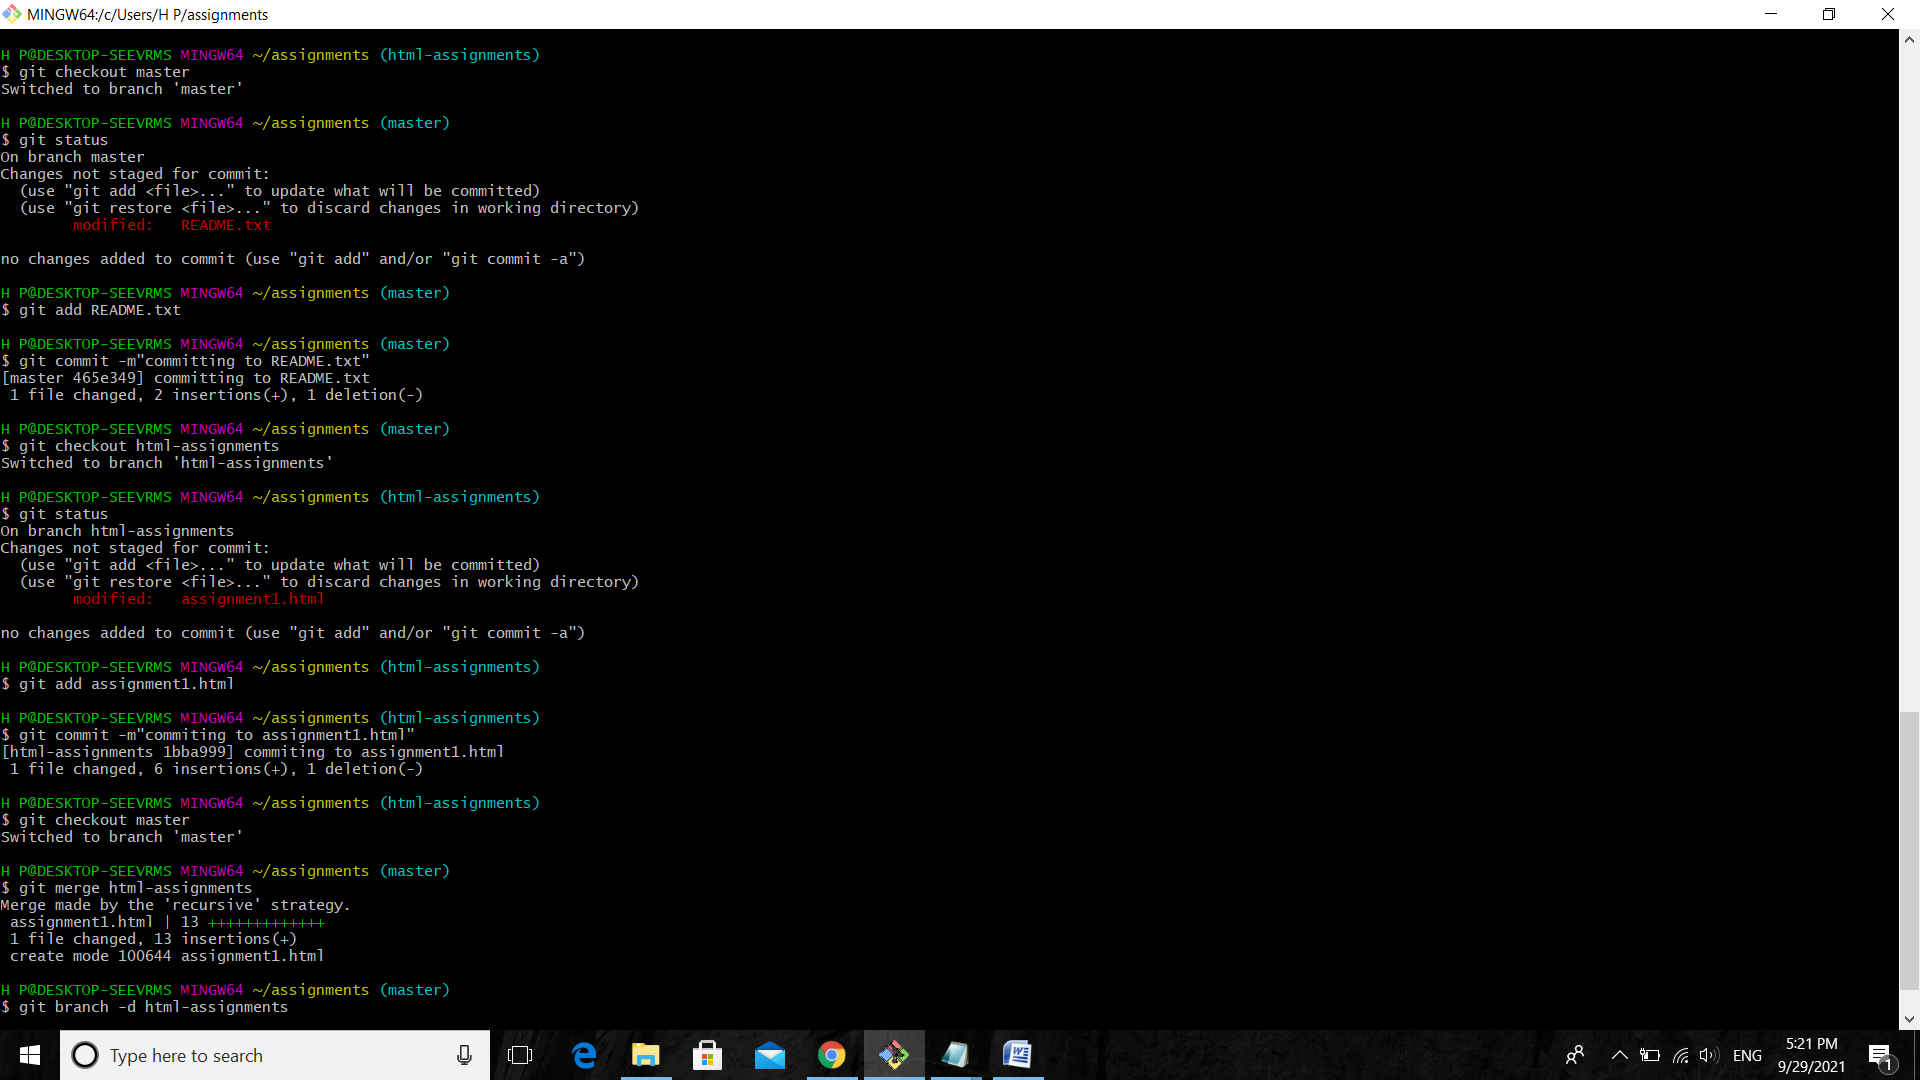 MINGW64:/c/Users/H P/assignments
H P@DESKTOP-SEEVRMS MINGW64 ~/assignments (html-assignments)
$ git checkout master
Switched to branch 'master'
H P@DESKTOP-SEEVRMS MINGW64 ~/assignments (master)
$ git status
On branch master
Changes not staged for commit:
  (use "git add <file>..." to update what will be committed)
  (use "git restore <file>..." to discard changes in working directory)
        modified:   README.txt
no changes added to commit (use "git add" and/or "git commit -a")
H P@DESKTOP-SEEVRMS MINGW64 ~/assignments (master)
$ git add README.txt
H P@DESKTOP-SEEVRMS MINGW64 ~/assignments (master)
$ git commit -m"committing to README.txt"
[master 465e349] committing to README.txt
 1 file changed, 2 insertions(+), 1 deletion(-)
H P@DESKTOP-SEEVRMS MINGW64 ~/assignments (master)
$ git checkout html-assignments
Switched to branch 'html-assignments'
H P@DESKTOP-SEEVRMS MINGW64 ~/assignments (html-assignments)
$ git status
On branch html-assignments
Changes not staged for commit:
  (use "git add <file>..." to update what will be committed)
  (use "git restore <file>..." to discard changes in working directory)
        modified:   assignment1.html
no changes added to commit (use "git add" and/or "git commit -a")
H P@DESKTOP-SEEVRMS MINGW64 ~/assignments (html-assignments)
$ git add assignment1.html
H P@DESKTOP-SEEVRMS MINGW64 ~/assignments (html-assignments)
$ git commit -m"commiting to assignment1.html"
[html-assignments 1bba999] commiting to assignment1.html
 1 file changed, 6 insertions(+), 1 deletion(-)
H P@DESKTOP-SEEVRMS MINGW64 ~/assignments (html-assignments)
$ git checkout master
Switched to branch 'master'
H P@DESKTOP-SEEVRMS MINGW64 ~/assignments (master)
$ git merge html-assignments
Merge made by the 'recursive' strategy.
 assignment1.html | 13 +++++++++++++
 1 file changed, 13 insertions(+)
 create mode 100644 assignment1.html
H P@DESKTOP-SEEVRMS MINGW64 ~/assignments (master)
$ git branch -d html-assignments
Type here to search
ENG
5:21 PM
9/29/2021
1